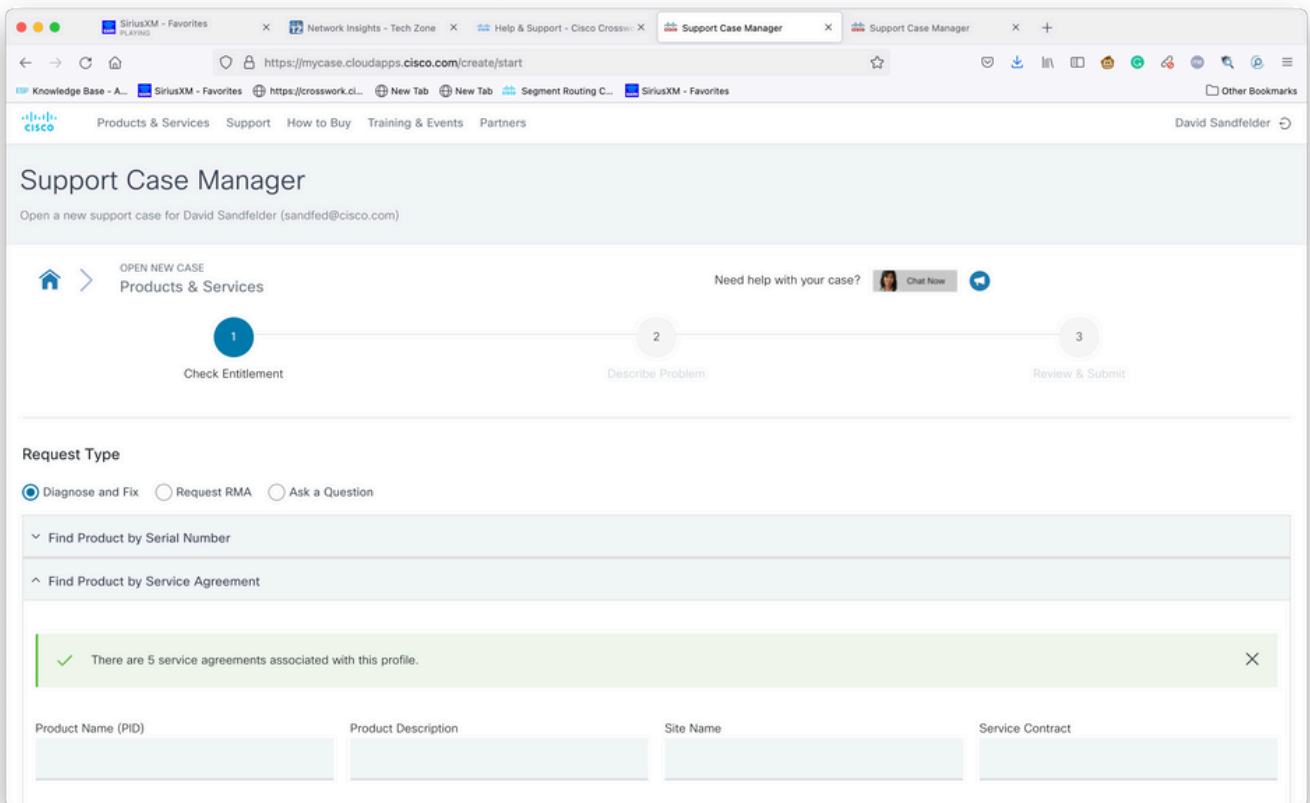 SiriusXM - Favorites
PLAYING
Network Insights - Tech Zone
Help & Support - Cisco Crossw
Support Case Manager
Support Case Manager
https://mycase.cloudapps.cisco.com/create/start
Knowledge Base - A...
SiriusXM - Favorites
https://crosswork.ci...
New Tab
New Tab
Segment Routing C...
SiriusXM - Favorites
Other Bookmarks
CISCO
Products & Services
Support
How to Buy
Training & Events
Partners
David Sandfelder
Support Case Manager
Open a new support case for David Sandfelder (sandfed@cisco.com)
OPEN NEW CASE
Products & Services
Need help with your case?
Chat Now
1
2
3
Check Entitlement
Describe Problem
Review & Submit
Request Type
Diagnose and Fix
Request RMA
Ask a Question
Find Product by Serial Number
Find Product by Service Agreement
There are 5 service agreements associated with this profile.
Product Name (PID)
Product Description
Site Name
Service Contract